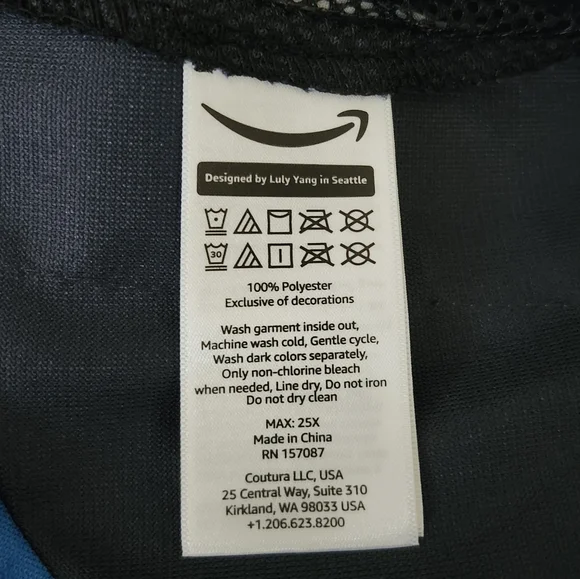 Designed by Luly Yang in Seattle
30
100% Polyester
Exclusive of decorations
Wash garment inside out,
Machine wash cold, Gentle cycle,
Wash dark colors separately,
Only non-chlorine bleach
when needed, Line dry, Do not iron
Do not dry clean
MAX: 25X
Made in China
RN 157087
Coutura LLC, USA
25 Central Way, Suite 310
Kirkland, WA 98033 USA
+1.206.623.8200